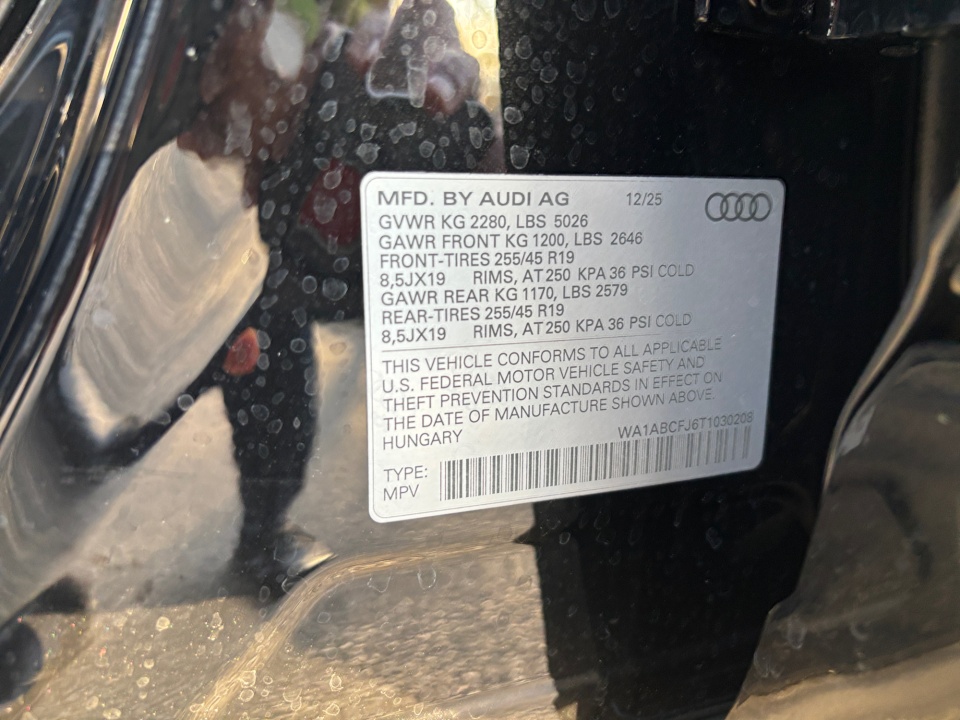 MFD. BY AUDI AG 12/25
GVWR KG 2280, LBS 5026
GAWR FRONT KG 1200, LBS 2646
FRONT-TIRES 255/45 R19
8,5JX19 RIMS, AT 250 KPA 36 PSI COLD
GAWR REAR KG 1170, LBS 2579
REAR-TIRES 255/45 R19
8,5JX19 RIMS, AT 250 KPA 36 PSI COLD
THIS VEHICLE CONFORMS TO ALL APPLICABLE
U.S. FEDERAL MOTOR VEHICLE SAFETY AND
THEFT PREVENTION STANDARDS IN EFFECT ON
THE DATE OF MANUFACTURE SHOWN ABOVE.
HUNGARY WA1ABCFJ6T1030208
TYPE:
MPV